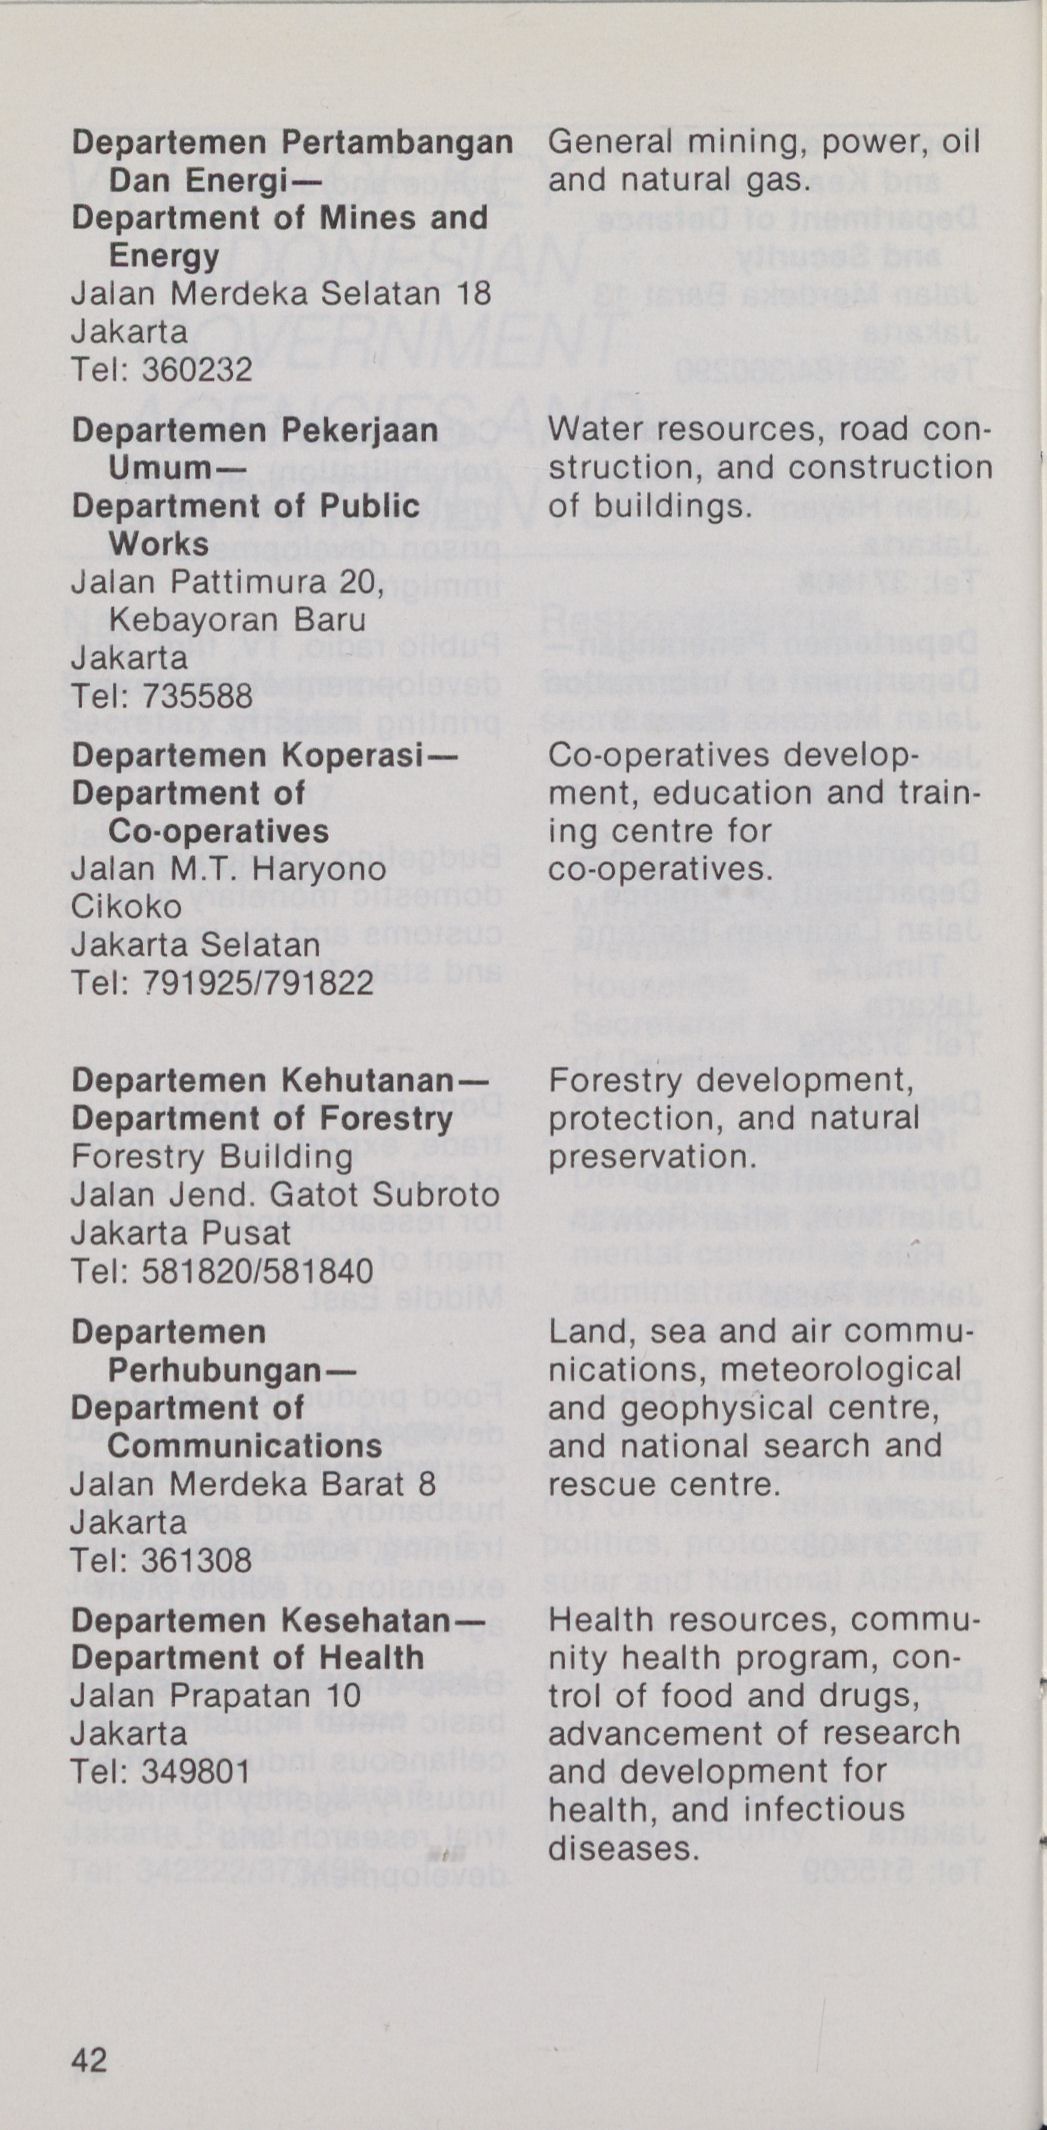 Departemen Pertambangan
Dan Energi—
Department of Mines and
Energy
Jalan Merdeka Selatan 18
Jakarta
Tel: 360232
General mining, power, oil
and natural gas.
Departemen Pekerjaan
Umum—
Department of Public
Works
Jalan Pattimura 20,
Kebayoran Baru
Jakarta
Tel: 735588
Water resources, road con-
struction, and construction
of buildings.
Departemen Koperasi—
Department of
Co-operatives
Jalan M.T. Haryono
Cikoko
Jakarta Selatan
Tel: 791925/791822
Co-operatives develop-
ment, education and train-
ing centre for
co-operatives.
Departemen Kehutanan—
Department of Forestry
Forestry Building
Jalan Jend. Gatot Subroto
Jakarta Pusat
Tel: 581820/581840
Forestry development,
protection, and natural
preservation.
Departemen
Perhubungan—
Department of
Communications
Jalan Merdeka Barat 8
Jakarta
Tel: 361308
Land, sea and air commu-
nications, meteorological
and geophysical centre,
and national search and
rescue centre.
Departemen Kesehatan—
Department of Health
Jalan Prapatan 10
Jakarta
Tel: 349801
Health resources, commu-
nity health program, con-
trol of food and drugs,
advancement of research
and development for
health, and infectious
diseases.
42